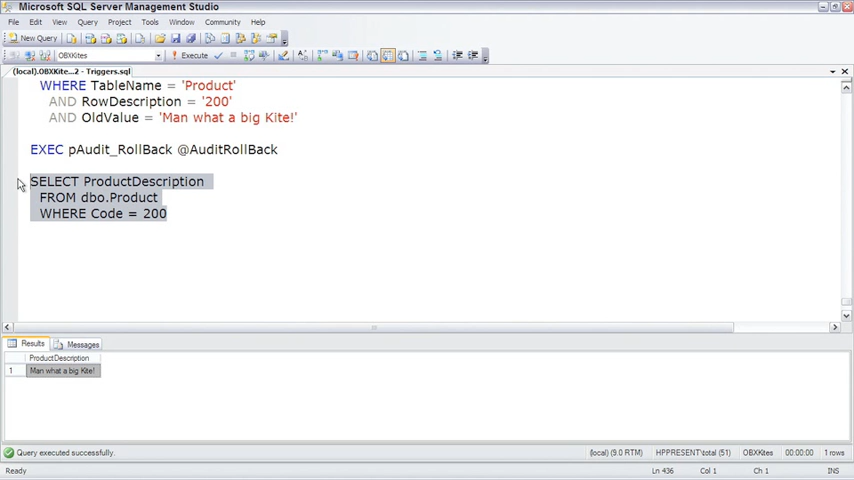 Microsoft SQL Server Management Studio
File Edit View Query Project Tools Window Community Help
New Query
OBXKites Execute
(local).OBXKite...2 - Triggers.sql
WHERE TableName = 'Product'
AND RowDescription = '200'
AND OldValue = 'Man what a big Kite!'
EXEC pAudit_RollBack @AuditRollBack
SELECT ProductDescription
FROM dbo.Product
WHERE Code = 200
Results Messages
ProductDescription
1 Man what a big Kite!
Query executed successfully. (local) (9.0 RTM) HPPRESENT\total (51) OBXKites 00:00:00 1 rows
Ready Ln 436 Col 1 Ch 1 INS